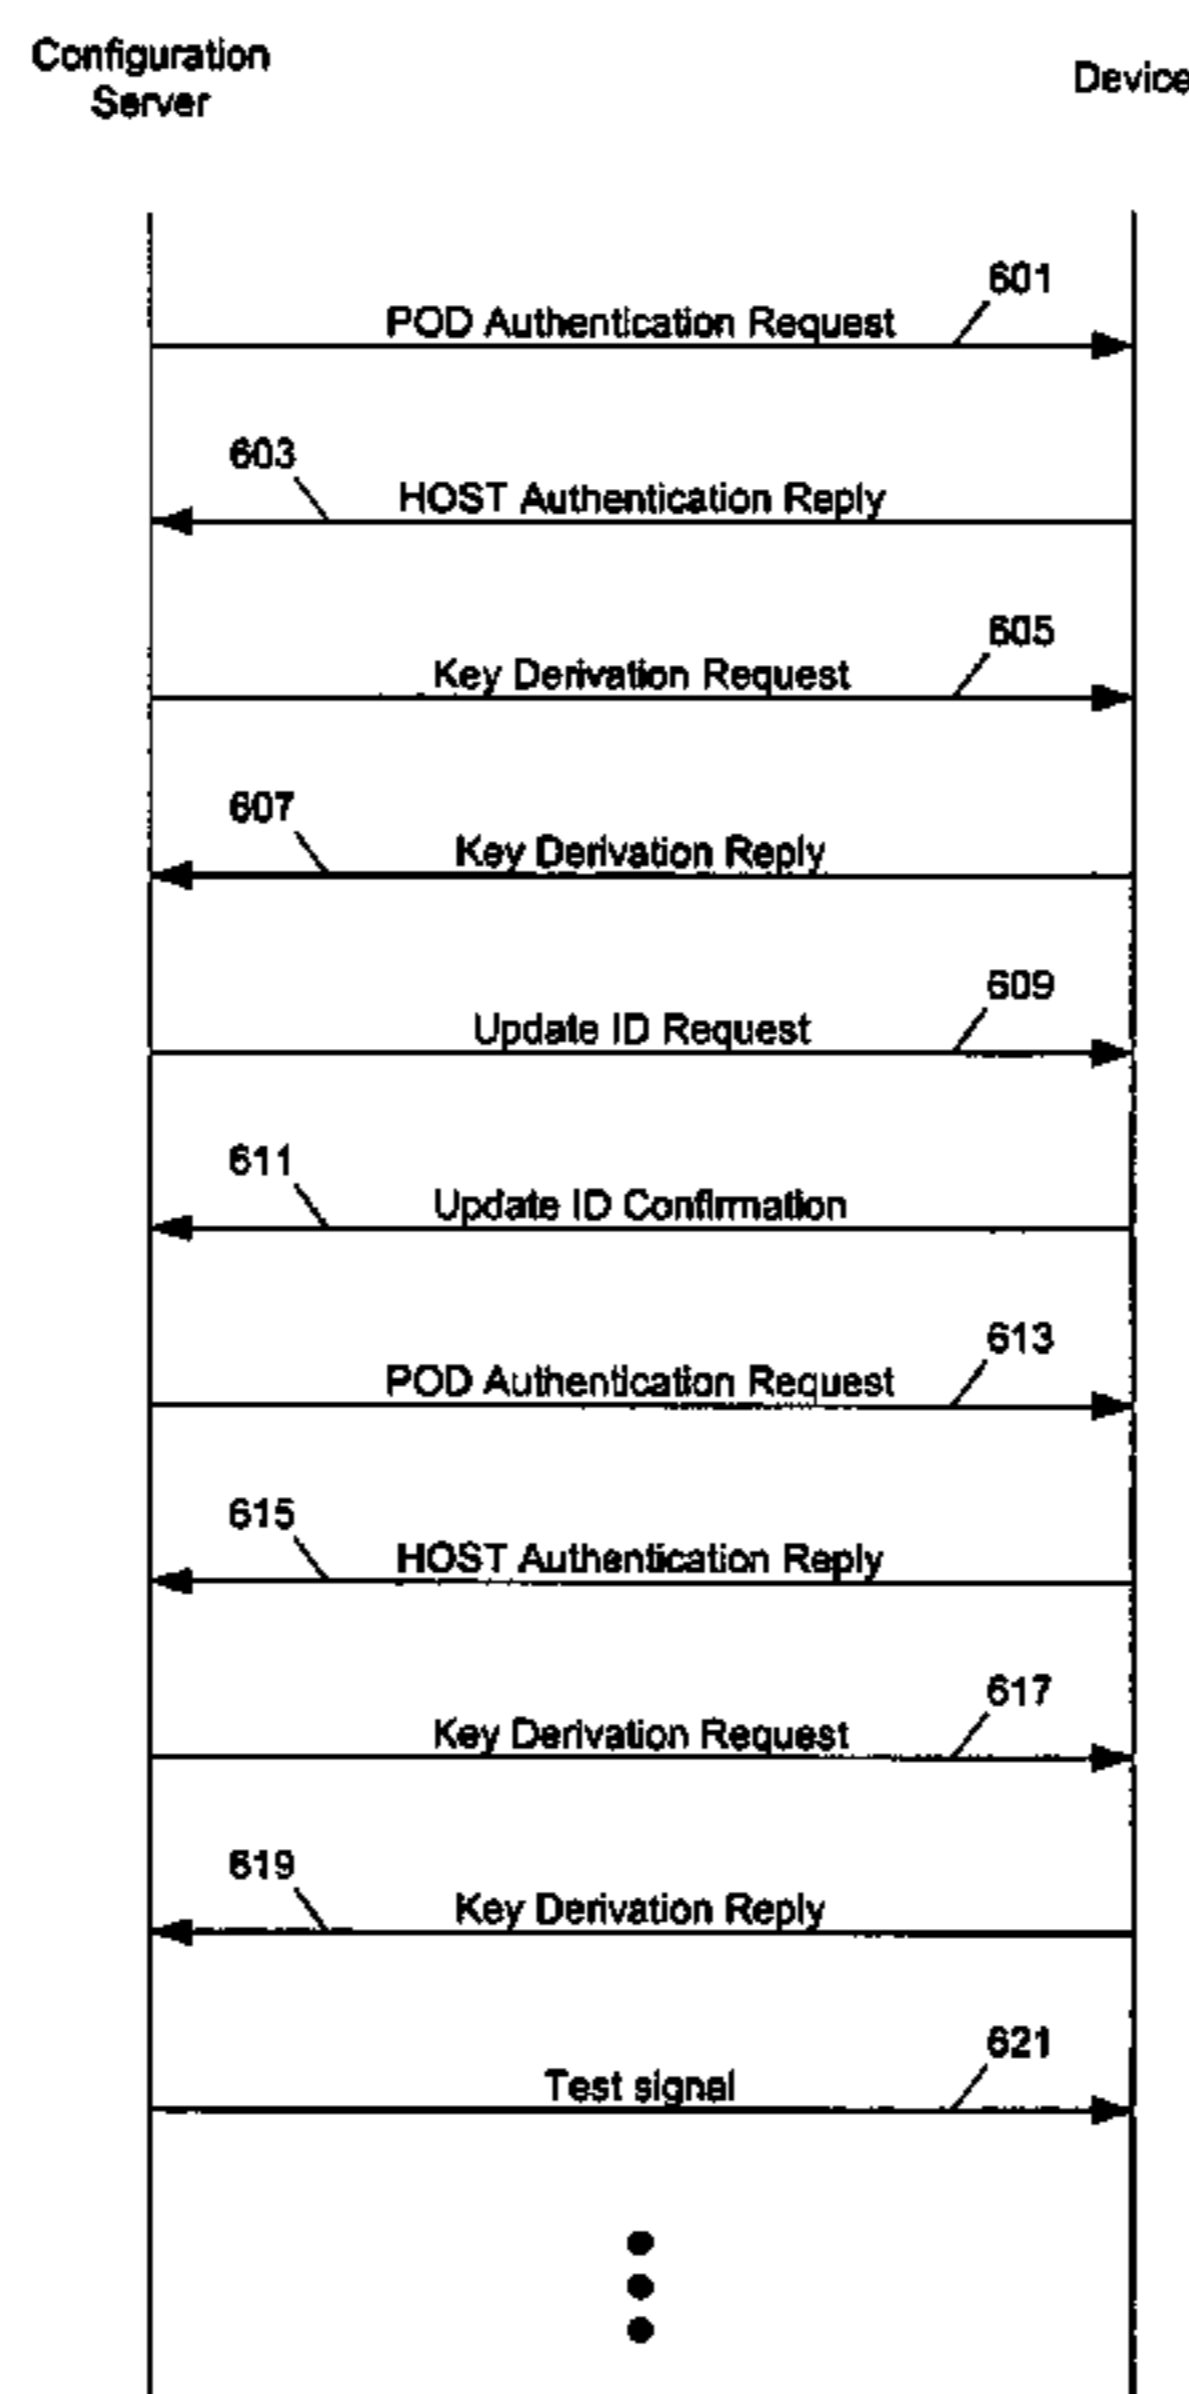 Configuration
Server
Device
601
POD Authentication Request
603
HOST Authentication Reply
605
Key Derivation Request
607
Key Derivation Reply
609
Update ID Request
611
Update ID Confirmation
613
POD Authentication Request
615
HOST Authentication Reply
617
Key Derivation Request
619
Key Derivation Reply
621
Test signal